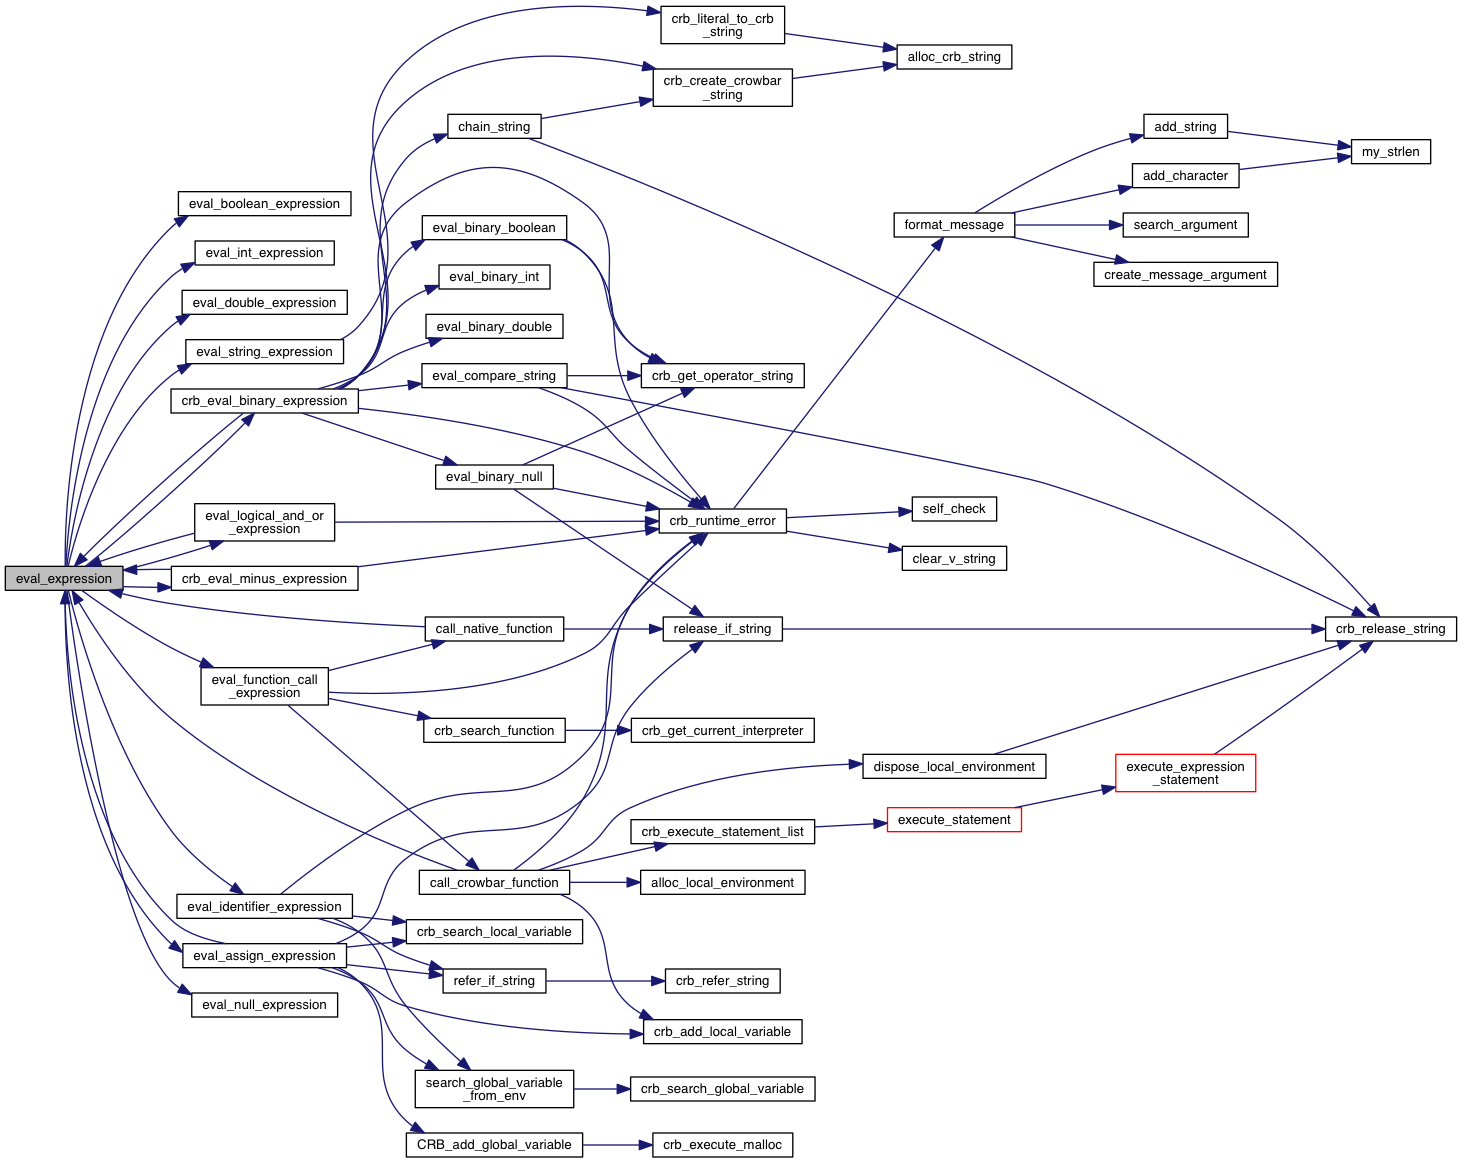 crb_literal_to_crb
_string
alloc_crb_string
crb_create_crowbar
_string
chain_string
add_string
my_strlen
add_character
eval_boolean_expression
eval_binary_boolean
format_message
search_argument
eval_int_expression
eval_binary_int
create_message_argument
eval_double_expression
eval_binary_double
eval_string_expression
eval_compare_string
crb_get_operator_string
crb_eval_binary_expression
eval_binary_null
eval_logical_and_or
_expression
crb_runtime_error
self_check
clear_v_string
eval_expression
crb_eval_minus_expression
call_native_function
release_if_string
crb_release_string
eval_function_call
_expression
crb_search_function
crb_get_current_interpreter
dispose_local_environment
execute_expression
_statement
crb_execute_statement_list
execute_statement
call_crowbar_function
alloc_local_environment
eval_identifier_expression
crb_search_local_variable
eval_assign_expression
refer_if_string
crb_refer_string
eval_null_expression
crb_add_local_variable
search_global_variable
_from_env
crb_search_global_variable
CRB_add_global_variable
crb_execute_malloc